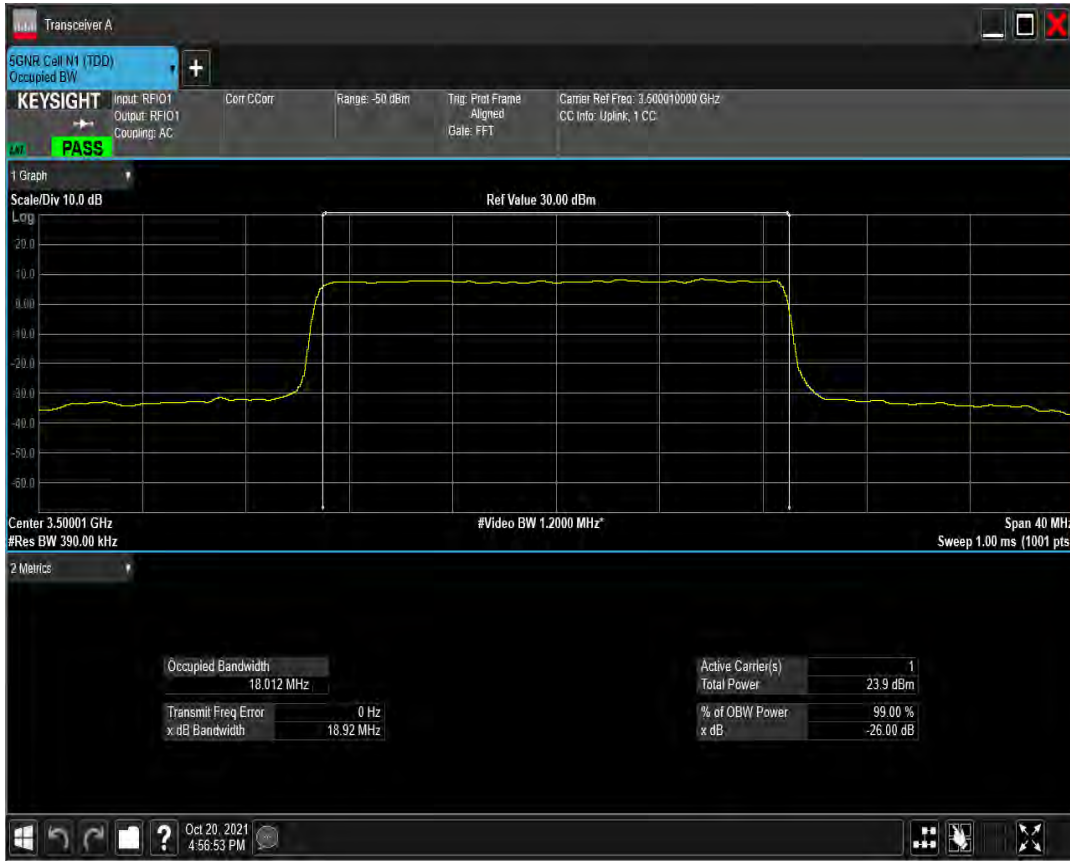 Transceiver A
5GNR Cell N1 (TDD)
Occupied BW
+
KEYSIGHT
PASS
Input: RFIO1
Output: RFIO1
Coupling: AC
Corr CCorr
Range: -50 dBm
Trig: Prot Frame
Aligned
Gate: FFT
Carrier Ref Freq: 3.500010000 GHz
CC Info: Uplink, 1 CC
1 Graph
Scale/Div 10.0 dB
Ref Value 30.00 dBm
Log
20.0
10.0
0.00
-10.0
-20.0
-30.0
-40.0
-50.0
-60.0
Center 3.50001 GHz
#Video BW 1.2000 MHz*
Span 40 MHz
#Res BW 390.00 kHz
Sweep 1.00 ms (1001 pts
2 Metrics
Occupied Bandwidth
18.012 MHz
Transmit Freq Error 0 Hz
x dB Bandwidth 18.92 MHz
Active Carrier(s) 1
Total Power 23.9 dBm
% of OBW Power 99.00 %
x dB -26.00 dB
?
Oct 20, 2021
4:56:53 PM